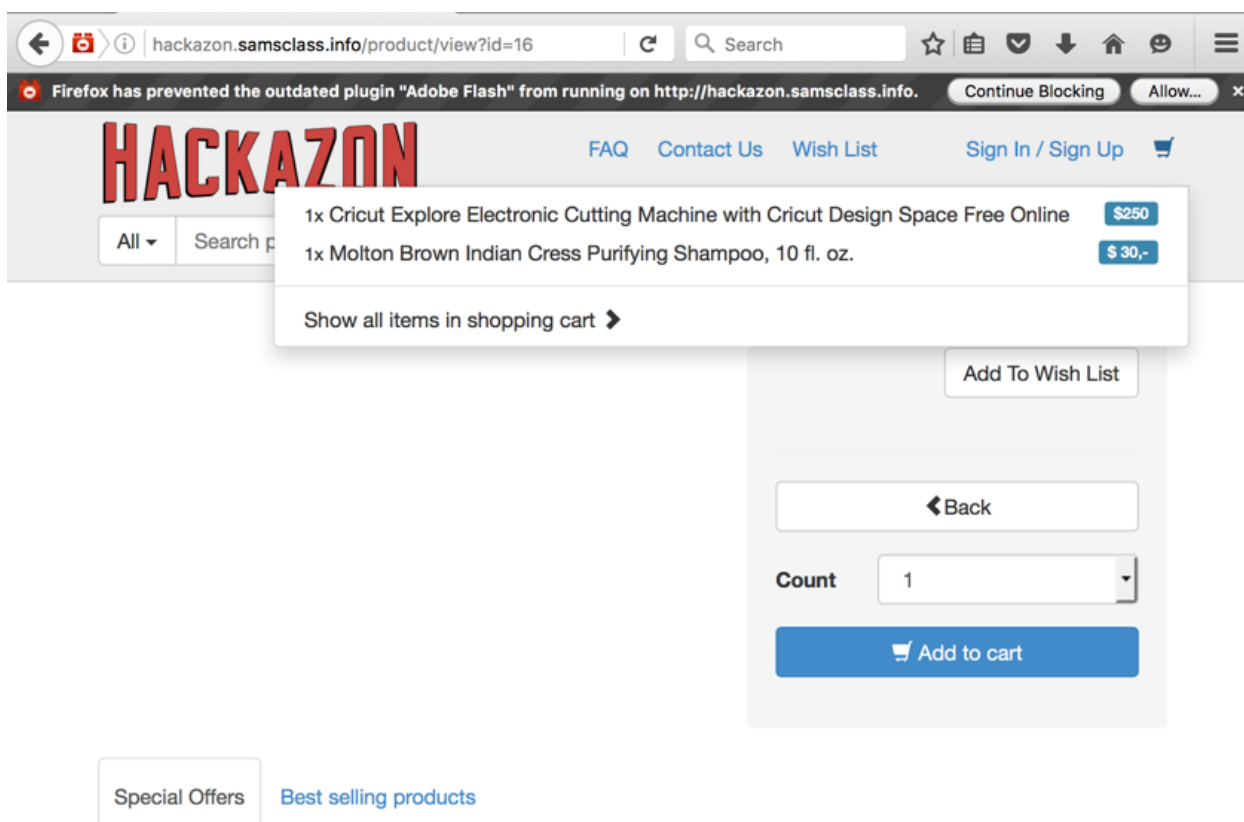 hackazon.samsclass.info/product/view?id=16
Search
Firefox has prevented the outdated plugin "Adobe Flash" from running on http://hackazon.samsclass.info.
Continue Blocking
Allow...
HACKAZON
FAQ
Contact Us
Wish List
Sign In / Sign Up
All
Search p
1x Cricut Explore Electronic Cutting Machine with Cricut Design Space Free Online $250
1x Molton Brown Indian Cress Purifying Shampoo, 10 fl. oz. $ 30,-
Show all items in shopping cart
Add To Wish List
Back
Count 1
Add to cart
Special Offers
Best selling products